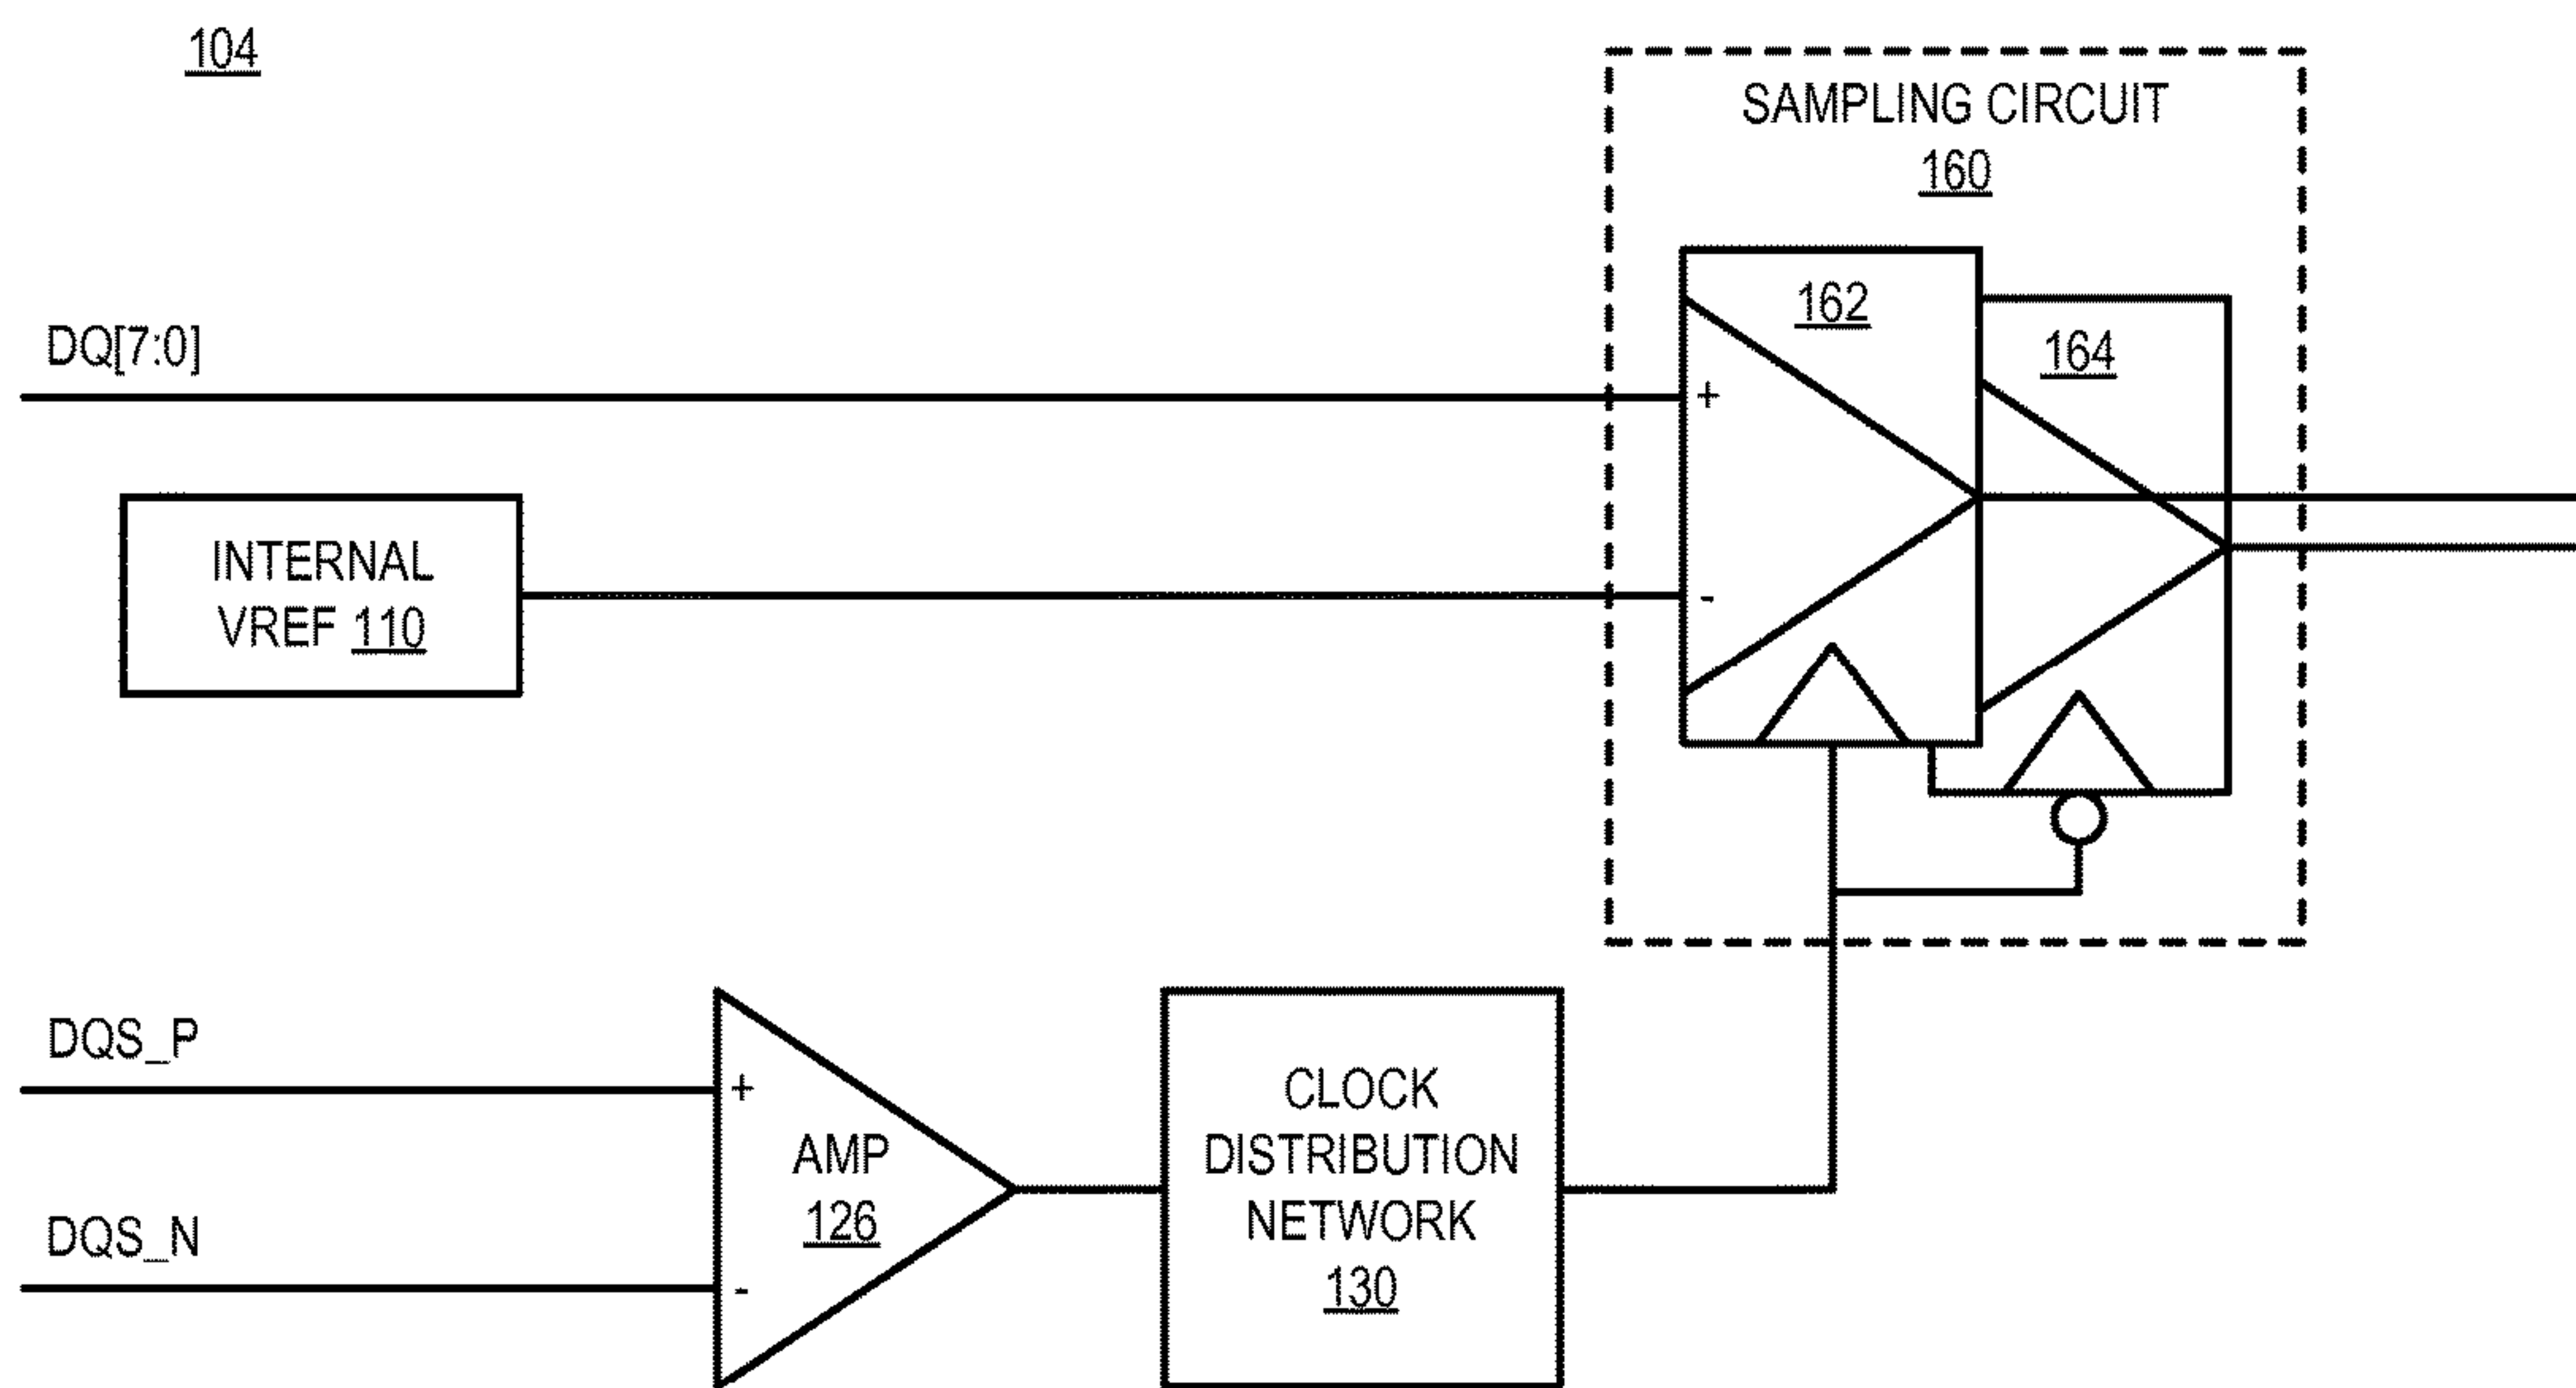 104
SAMPLING CIRCUIT
160
162
164
DQ[7:0]
+
INTERNAL
VREF 110
-
DQS_P
+
AMP
126
DQS_N
-
CLOCK
DISTRIBUTION
NETWORK
130